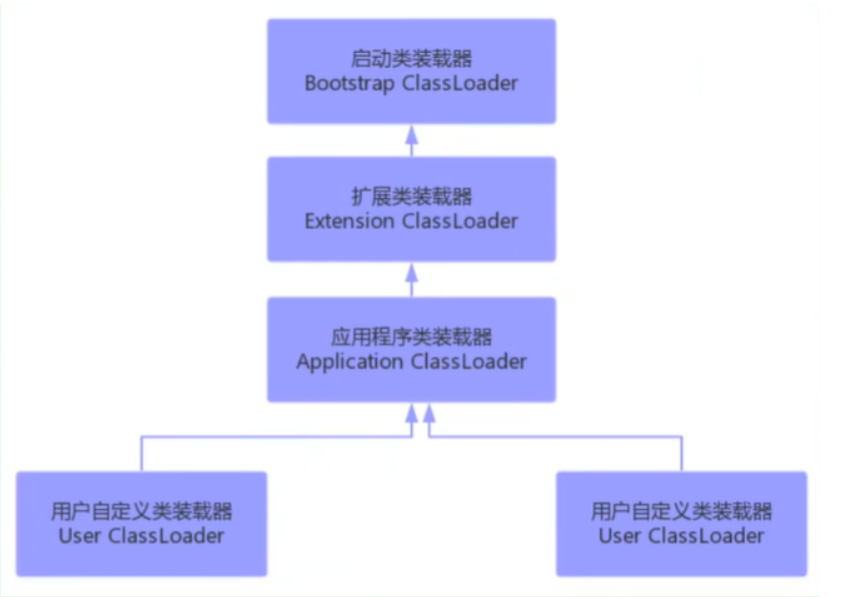 启动类装载器
Bootstrap ClassLoader
扩展类装载器
Extension ClassLoader
应用程序类装载器
Application ClassLoader
用户自定义类装载器
User ClassLoader
用户自定义类装载器
User ClassLoader